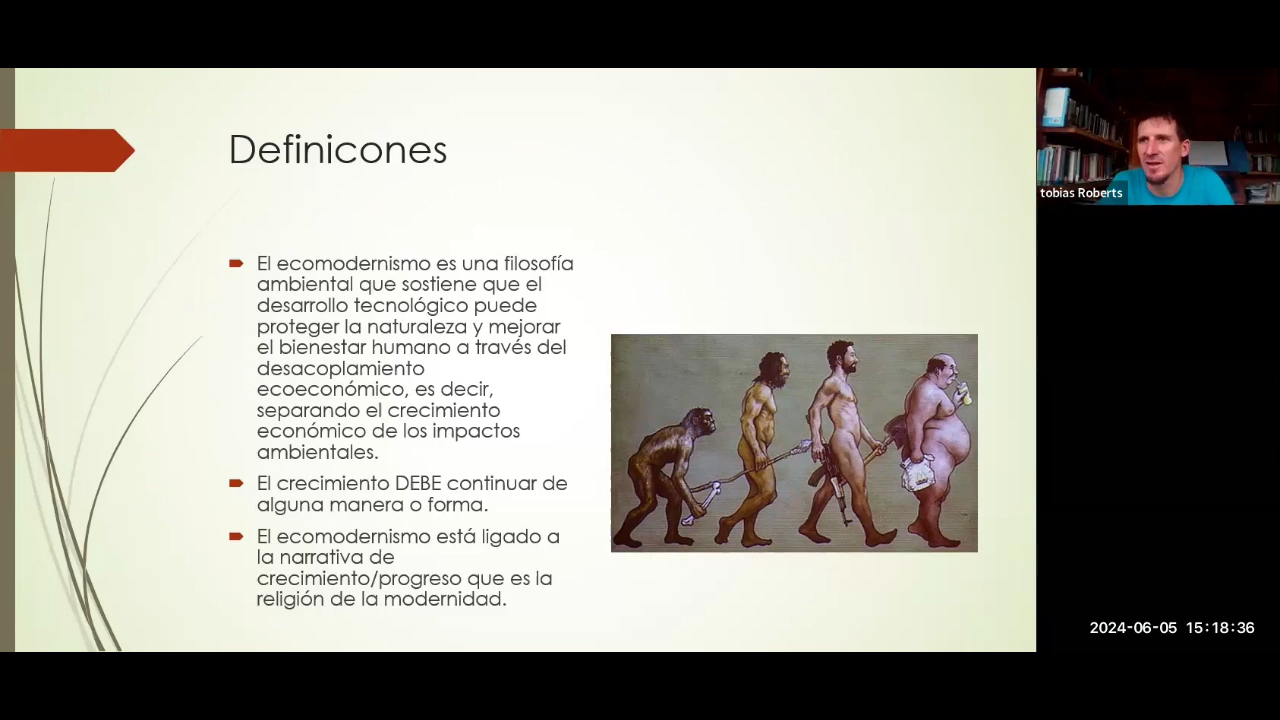 Definicones
El ecomodernismo es una filosofía
ambiental que sostiene que el
desarrollo tecnológico puede
proteger la naturaleza y mejorar
el bienestar humano a través del
desacoplamiento
ecoeconómico, es decir,
separando el crecimiento
económico de los impactos
ambientales.
El crecimiento DEBE continuar de
alguna manera o forma.
El ecomodernismo está ligado a
la narrativa de
crecimiento/progreso que es la
religión de la modernidad.
tobias Roberts
2024-06-05 15:18:36